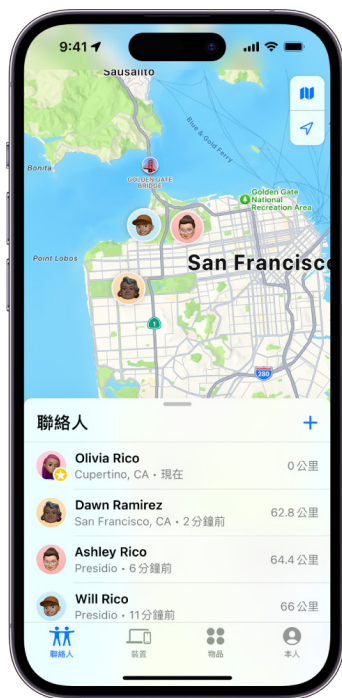 9:41
Sausalito
Blue & Gold Ferry
Bonita
GOLDEN GATE
BRIDGE
Golden Gate
National
Recreation Area
Point Lobos
San Francisco
1
280
聯絡人
Olivia Rico
Cupertino, CA・現在
0 公里
Dawn Ramirez
San Francisco, CA・2 分鐘前
62.8 公里
Ashley Rico
Presidio・6 分鐘前
64.4 公里
Will Rico
Presidio・11 分鐘前
66 公里
聯絡人
裝置
物品
本人